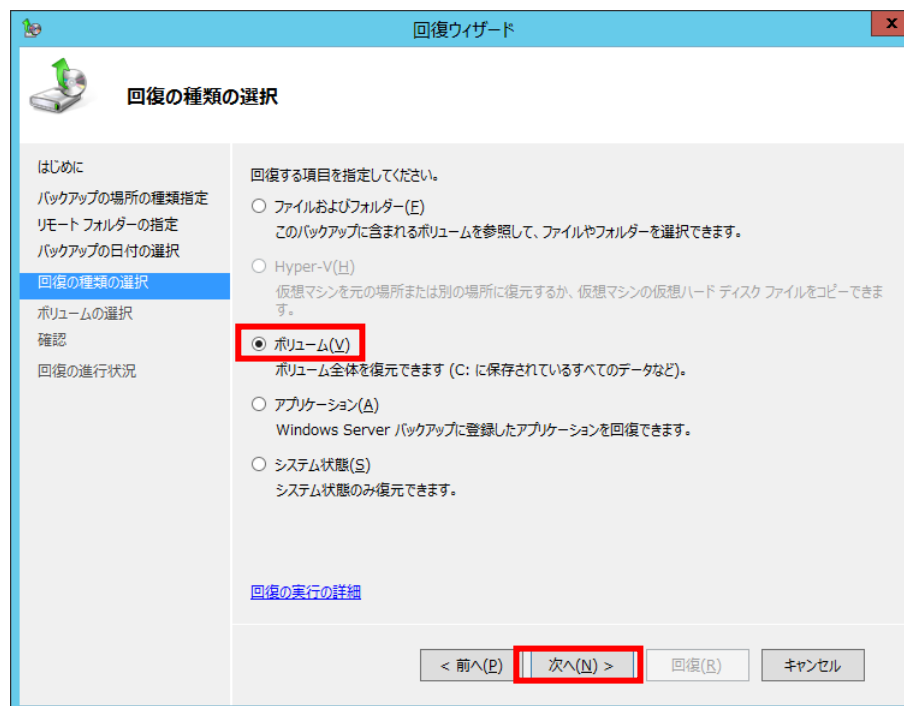 回復ウィザード
x
回復の種類の選択
はじめに
バックアップの場所の種類指定
リモート フォルダーの指定
バックアップの日付の選択
回復の種類の選択
ボリュームの選択
確認
回復の進行状況
回復する項目を指定してください。
ファイルおよびフォルダー(F)
このバックアップに含まれるボリュームを参照して、ファイルやフォルダーを選択できます。
Hyper-V(H)
仮想マシンを元の場所または別の場所に復元するか、仮想マシンの仮想ハード ディスク ファイルをコピーできま
す。
ボリューム(V)
ボリューム全体を復元できます (C: に保存されているすべてのデータなど)。
アプリケーション(A)
Windows Server バックアップに登録したアプリケーションを回復できます。
システム状態(S)
システム状態のみ復元できます。
回復の実行の詳細
< 前へ(P) 次へ(N) > 回復(R) キャンセル